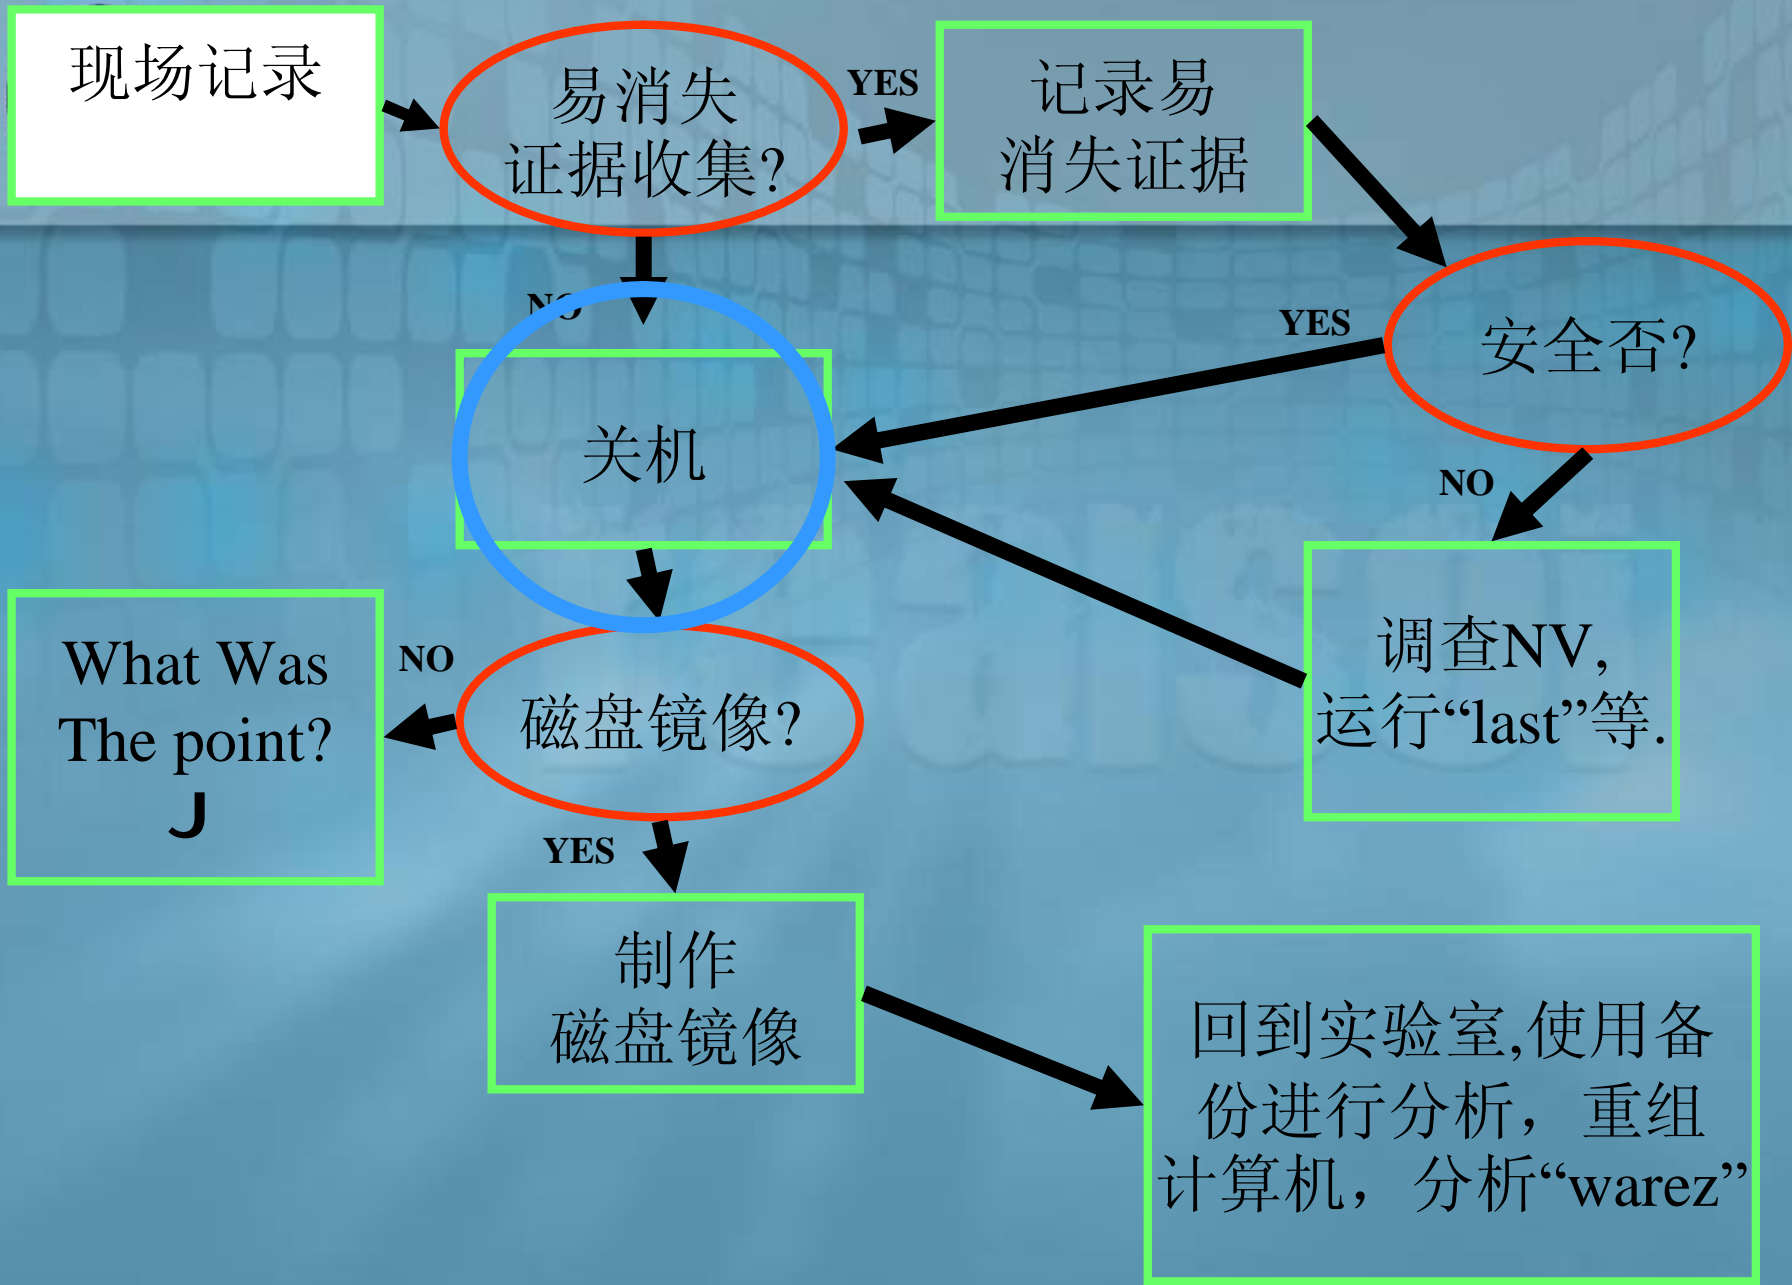 现场记录
易消失
证据收集?
YES
记录易
消失证据
NO
YES
安全否?
关机
NO
What Was
The point?
J
NO
磁盘镜像?
调查NV,
运行“last”等.
YES
制作
磁盘镜像
回到实验室,使用备
份进行分析，重组
计算机，分析“warez”